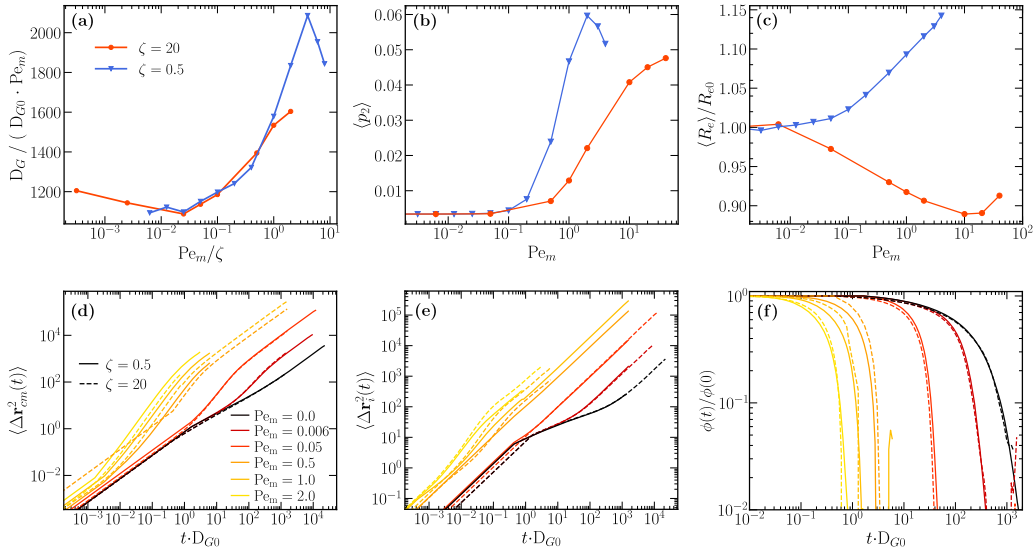 (a)
ζ = 20
ζ = 0.5
2000
1800
1600
1400
1200
D_G / ( D_G0 · Pe_m)
10^−3 10^−2 10^−1 10^0 10^1
Pe_m/ζ
(b)
0.06
0.05
0.04
0.03
0.02
0.01
⟨p_2⟩
10^−2 10^−1 10^0 10^1
Pe_m
(c)
1.15
1.10
1.05
1.00
0.95
0.90
⟨R_e⟩/R_e0
10^−2 10^−1 10^0 10^1 10^2
Pe_m
(d)
ζ = 0.5
ζ = 20
Pe_m = 0.0
Pe_m = 0.006
Pe_m = 0.05
Pe_m = 0.5
Pe_m = 1.0
Pe_m = 2.0
10^4
10^2
10^0
10^−2
⟨Δr²_cm(t)⟩
10^−3 10^−2 10^−1 10^0 10^1 10^2 10^3 10^4
t·D_G0
(e)
10^5
10^4
10^3
10^2
10^1
10^0
10^−1
⟨Δr²_i(t)⟩
10^−3 10^−2 10^−1 10^0 10^1 10^2 10^3 10^4
t·D_G0
(f)
10^0
10^−1
10^−2
ϕ(t)/ϕ(0)
10^−2 10^−1 10^0 10^1 10^2 10^3
t·D_G0